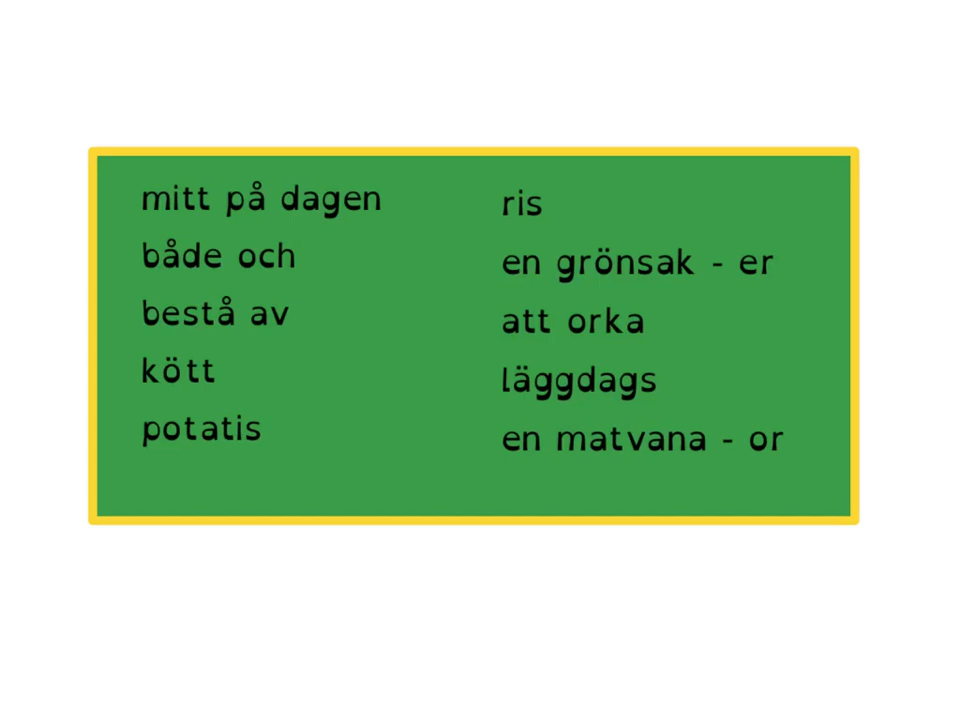 mitt på dagen
både och
bestå av
kött
potatis
ris
en grönsak - er
att orka
läggdags
en matvana - or